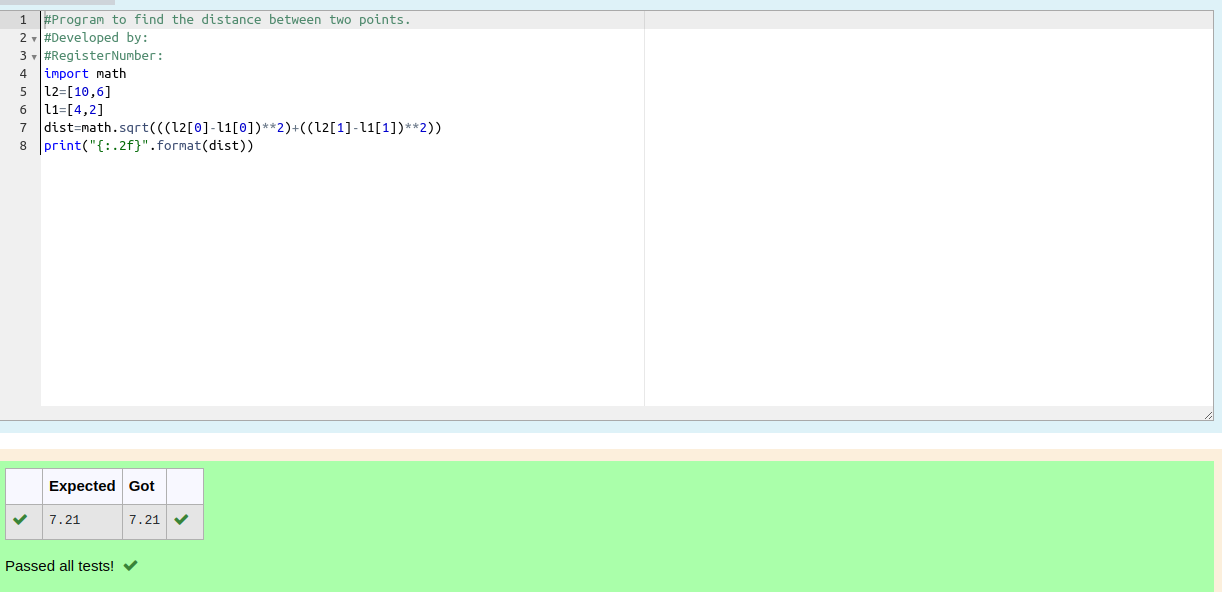 1 #Program to find the distance between two points.
2 #Developed by:
3 #RegisterNumber:
4 import math
5 l2=[10,6]
6 l1=[4,2]
7 dist=math.sqrt(((l2[0]-l1[0])**2)+((l2[1]-l1[1])**2))
8 print("{:.2f}".format(dist))
Expected Got
7.21 7.21
Passed all tests!